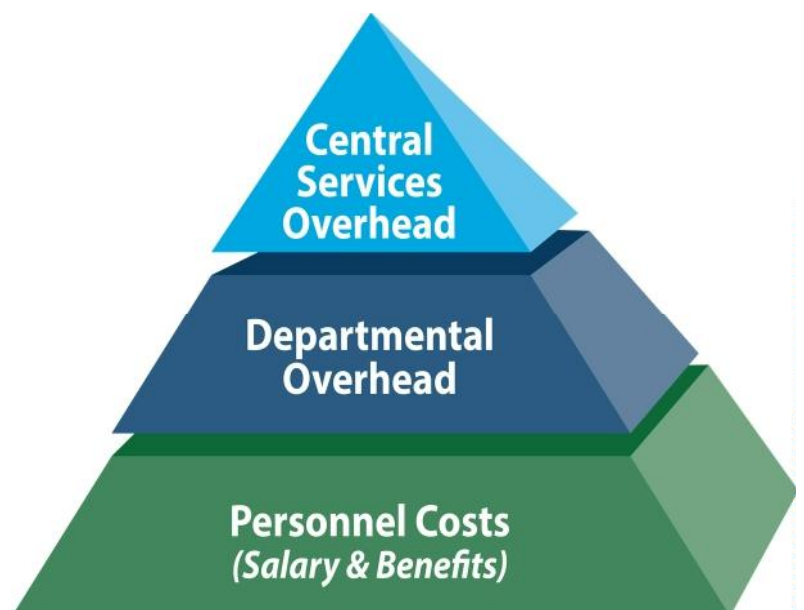 Central
Services
Overhead
Departmental
Overhead
Personnel Costs
(Salary & Benefits)